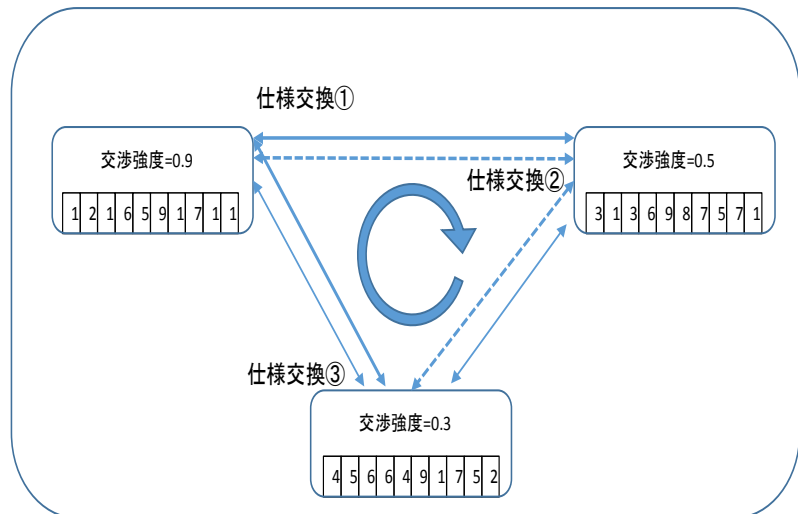 仕様交換①
交渉強度=0.9
1 2 1 6 5 9 1 7 1 1
交渉強度=0.5
3 1 3 6 9 8 7 5 7 1
仕様交換②
仕様交換③
交渉強度=0.3
4 5 6 6 4 9 1 7 5 2